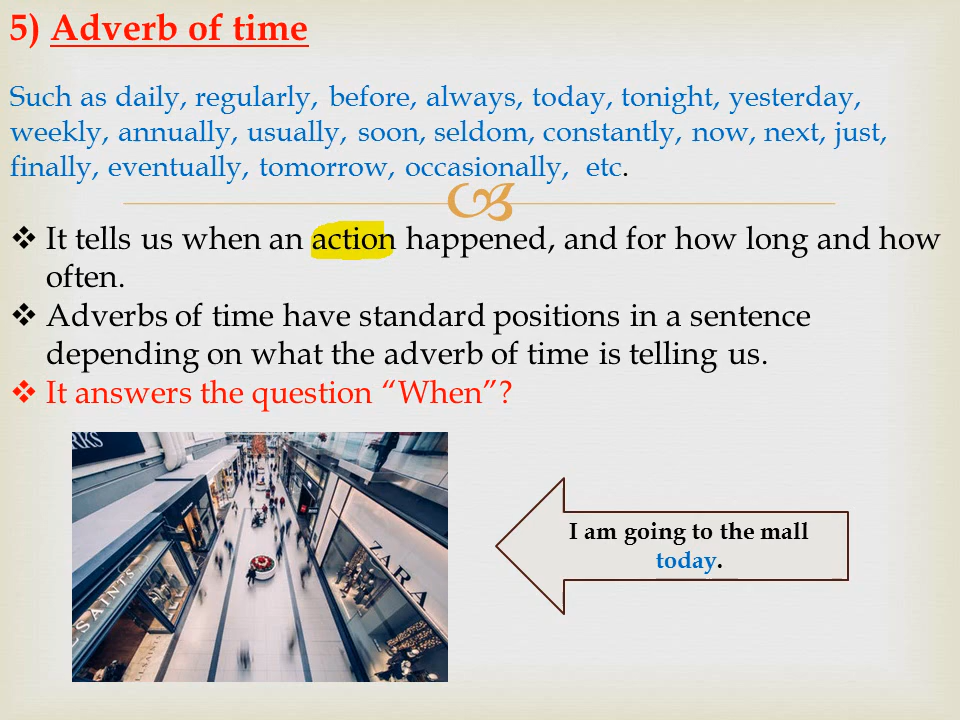 5) Adverb of time
Such as daily, regularly, before, always, today, tonight, yesterday,
weekly, annually, usually, soon, seldom, constantly, now, next, just,
finally, eventually, tomorrow, occasionally, etc.
❖ It tells us when an action happened, and for how long and how
often.
❖ Adverbs of time have standard positions in a sentence
depending on what the adverb of time is telling us.
❖ It answers the question “When”?
RKS
ZARA
LSAINTS
I am going to the mall
today.